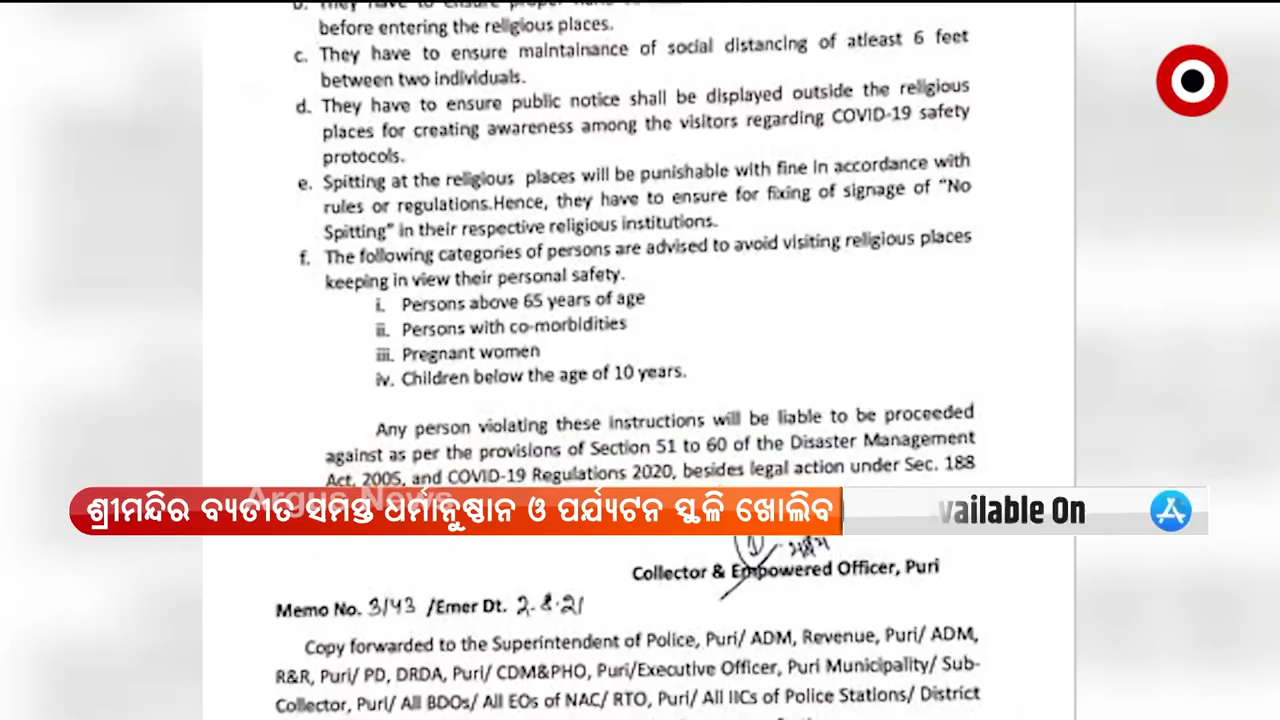 b. They have to ensure proper
before entering the religious places.
c. They have to ensure maintainance of social distancing of atleast 6 feet
between two individuals.
d. They have to ensure public notice shall be displayed outside the religious
places for creating awareness among the visitors regarding COVID-19 safety
protocols.
e. Spitting at the religious places will be punishable with fine in accordance with
rules or regulations.Hence, they have to ensure for fixing of signage of “No
Spitting” in their respective religious institutions.
f. The following categories of persons are advised to avoid visiting religious places
keeping in view their personal safety.
i. Persons above 65 years of age
ii. Persons with co-morbidities
iii. Pregnant women
iv. Children below the age of 10 years.
Any person violating these instructions will be liable to be proceeded
against as per the provisions of Section 51 to 60 of the Disaster Management
Act, 2005, and COVID-19 Regulations 2020, besides legal action under Sec. 188
Argus News
ଶ୍ରୀମନ୍ଦିର ବ୍ୟତୀତ ସମସ୍ତ ଧର୍ମାନୁଷ୍ଠାନ ଓ ପର୍ଯ୍ୟଟନ ସ୍ଥଳି ଖୋଲିବ
vailable On
Collector & Empowered Officer, Puri
Memo No. 3143 /Emer Dt. 2.8.21
Copy forwarded to the Superintendent of Police, Puri/ ADM, Revenue, Puri/ ADM,
R&R, Puri/ PD, DRDA, Puri/ CDM&PHO, Puri/Executive Officer, Puri Municipality/ Sub-
Collector, Puri/ All BDOs/ All EOs of NAC/ RTO, Puri/ All IICs of Police Stations/ District